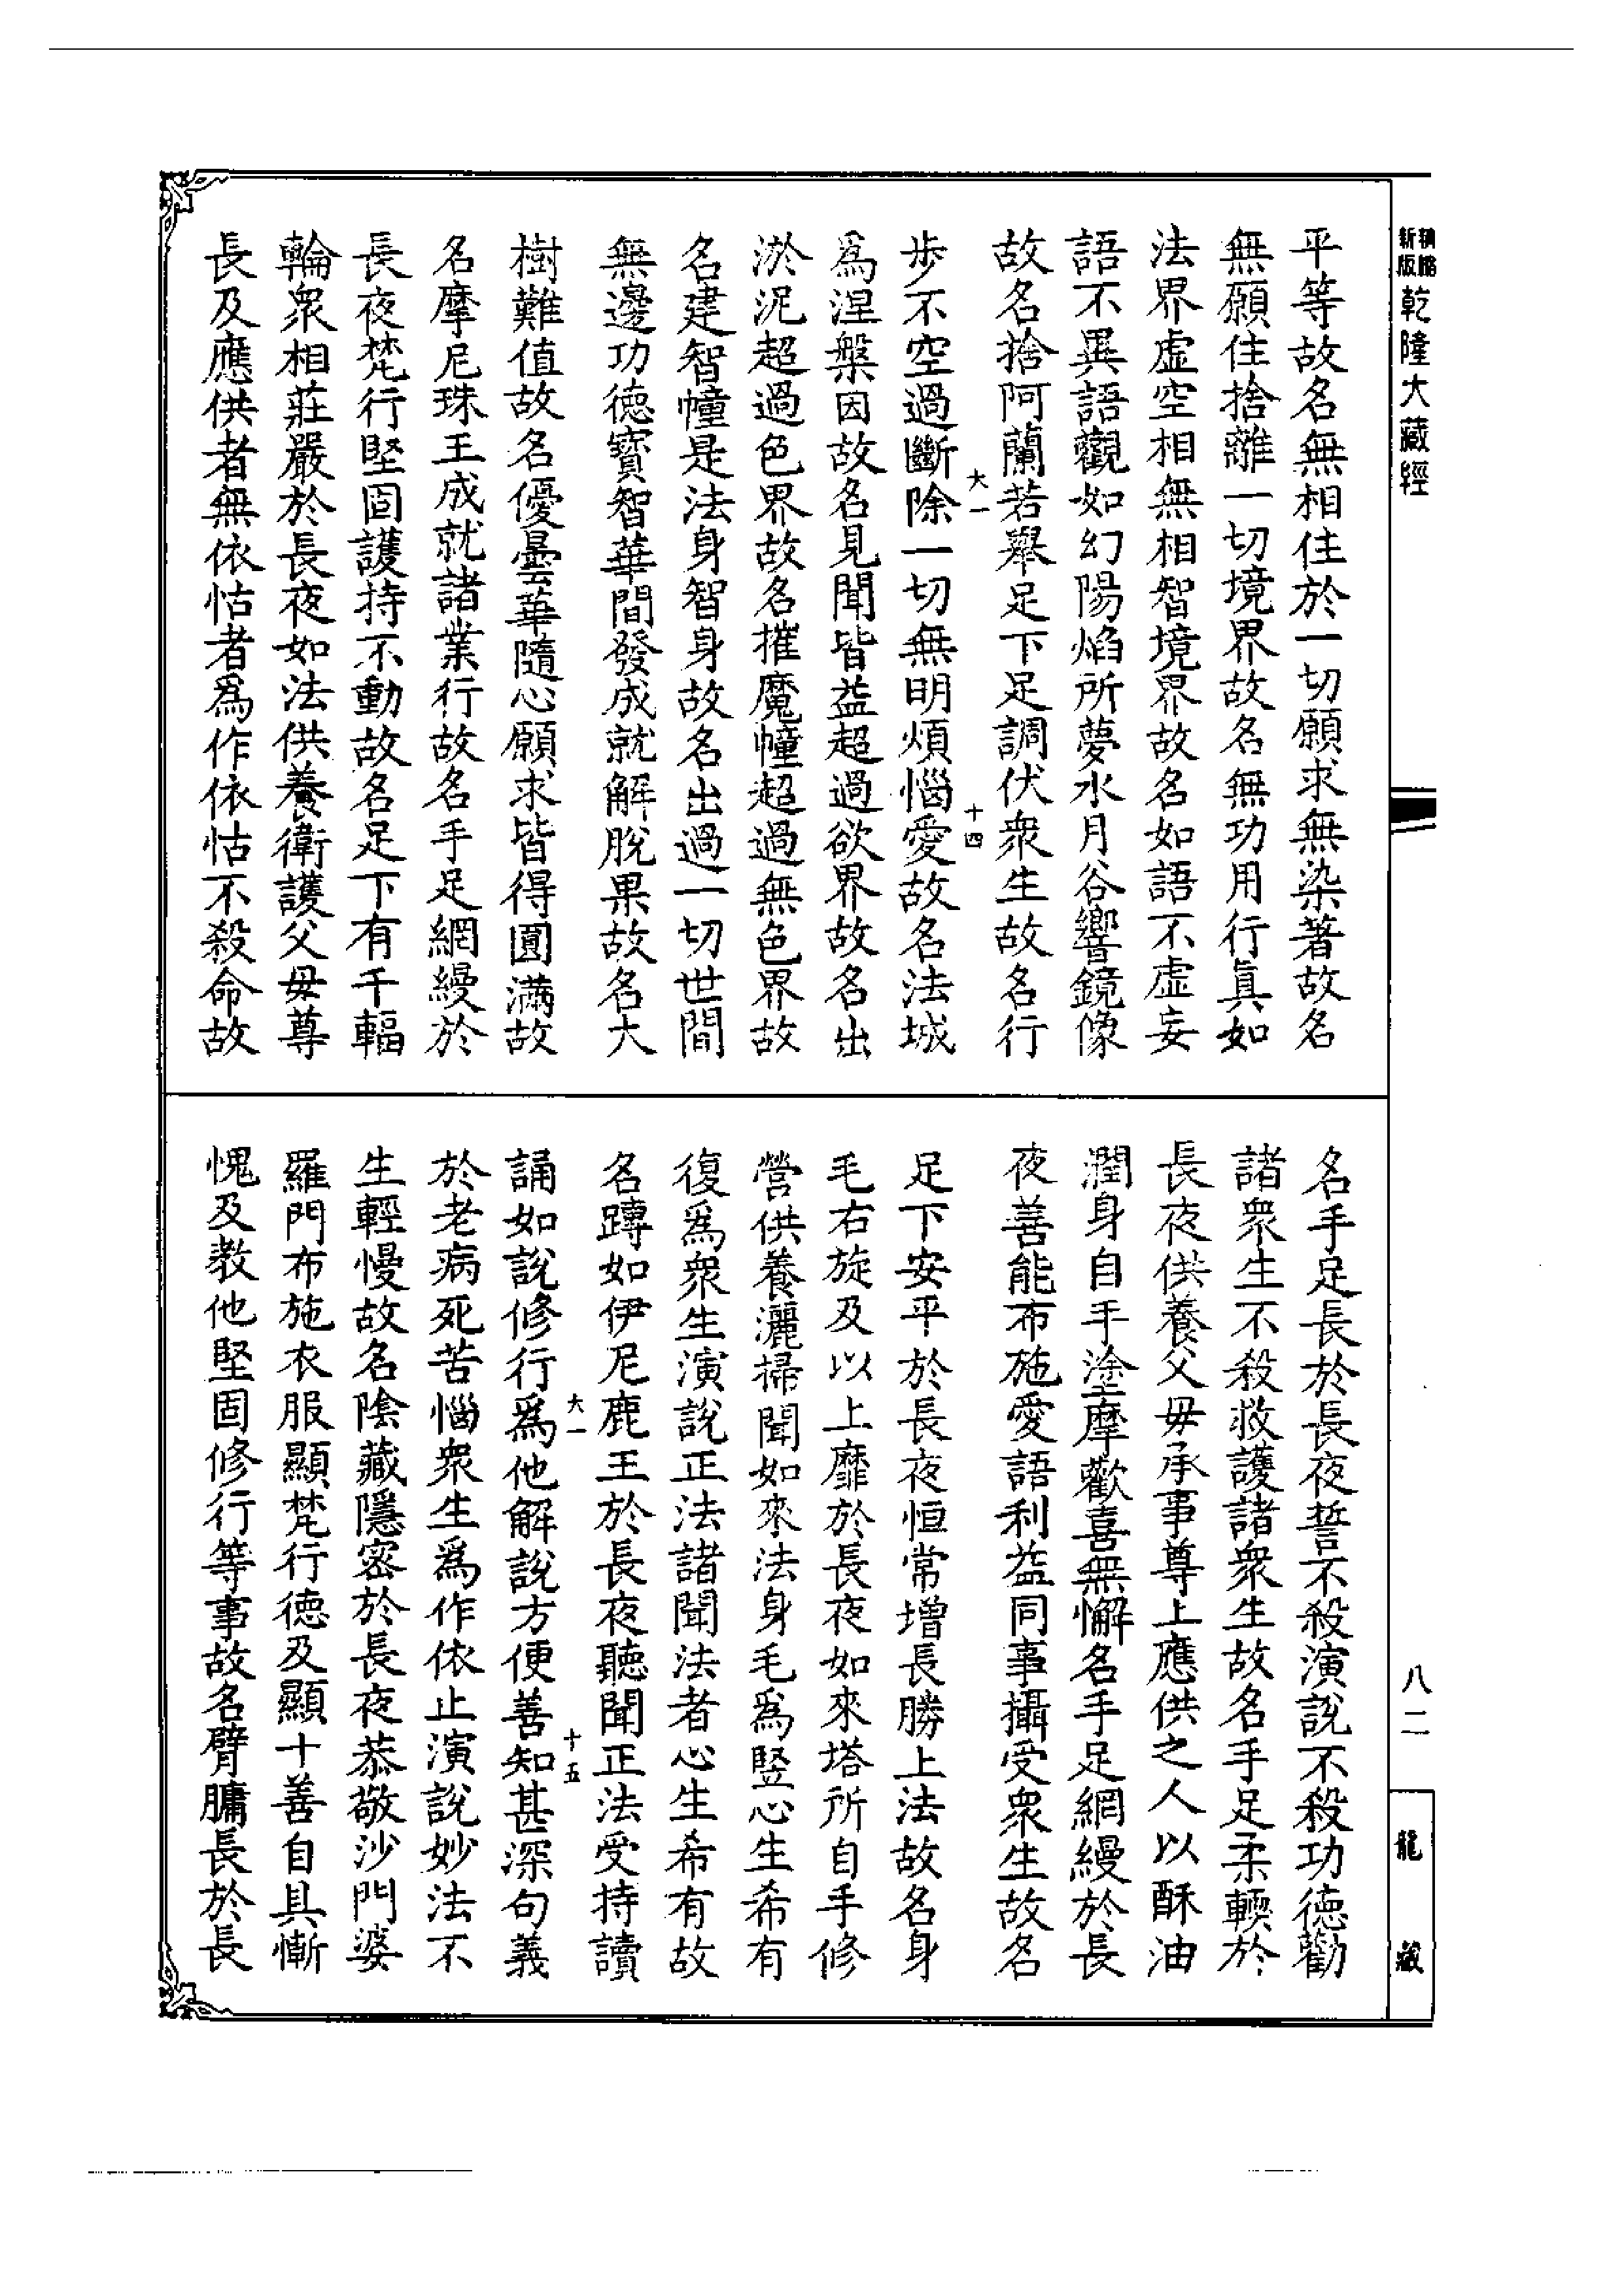 新版
精縮
乾隆大藏經
平等故名無相住於一切願求無染著故名
無願住捨離一切境界故名無功用行真如
法界虛空相無相智境界故名如語不虛妄
語不異語觀如幻陽焰所夢水月谷響鏡像
故名捨阿蘭若舉足下足調伏衆生故名行
大一
十四
步不空過斷除一切無明煩惱愛故名法城
爲涅槃因故名見聞皆益超過欲界故名出
淤泥超過色界故名摧魔幢超過無色界故
名建智幢是法身智身故名出過一切世間
無邊功德寶智華間發成就解脫果故名大
樹難值故名優曇華隨心願求皆得圓滿故
名摩尼珠王成就諸業行故名手足網縵於
長夜梵行堅固護持不動故名足下有千輻
輪衆相莊嚴於長夜如法供養衛護父母尊
長及應供者無依怙者爲作依怙不殺命故
名手足長於長夜誓不殺演說不殺功德勸
諸衆生不殺救護諸衆生故名手足柔輭於
長夜供養父母承事尊上應供之人以酥油
潤身自手塗摩歡喜無懈名手足網縵於長
夜善能布施愛語利益同事攝受衆生故名
足下安平於長夜恒常增長勝上法故名身
毛右旋及以上靡於長夜如來塔所自手修
營供養灑掃聞如來法身毛爲豎心生希有
復爲衆生演說正法諸聞法者心生希有故
名䏝如伊尼鹿王於長夜聽聞正法受持讀
大一
十五
誦如說修行爲他解說方便善知甚深句義
於老病死苦惱衆生爲作依止演說妙法不
生輕慢故名陰藏隱密於長夜恭敬沙門婆
羅門布施衣服顯梵行德及顯十善自具慚
愧及教他堅固修行等事故名臂牅長於長
八二
龍藏